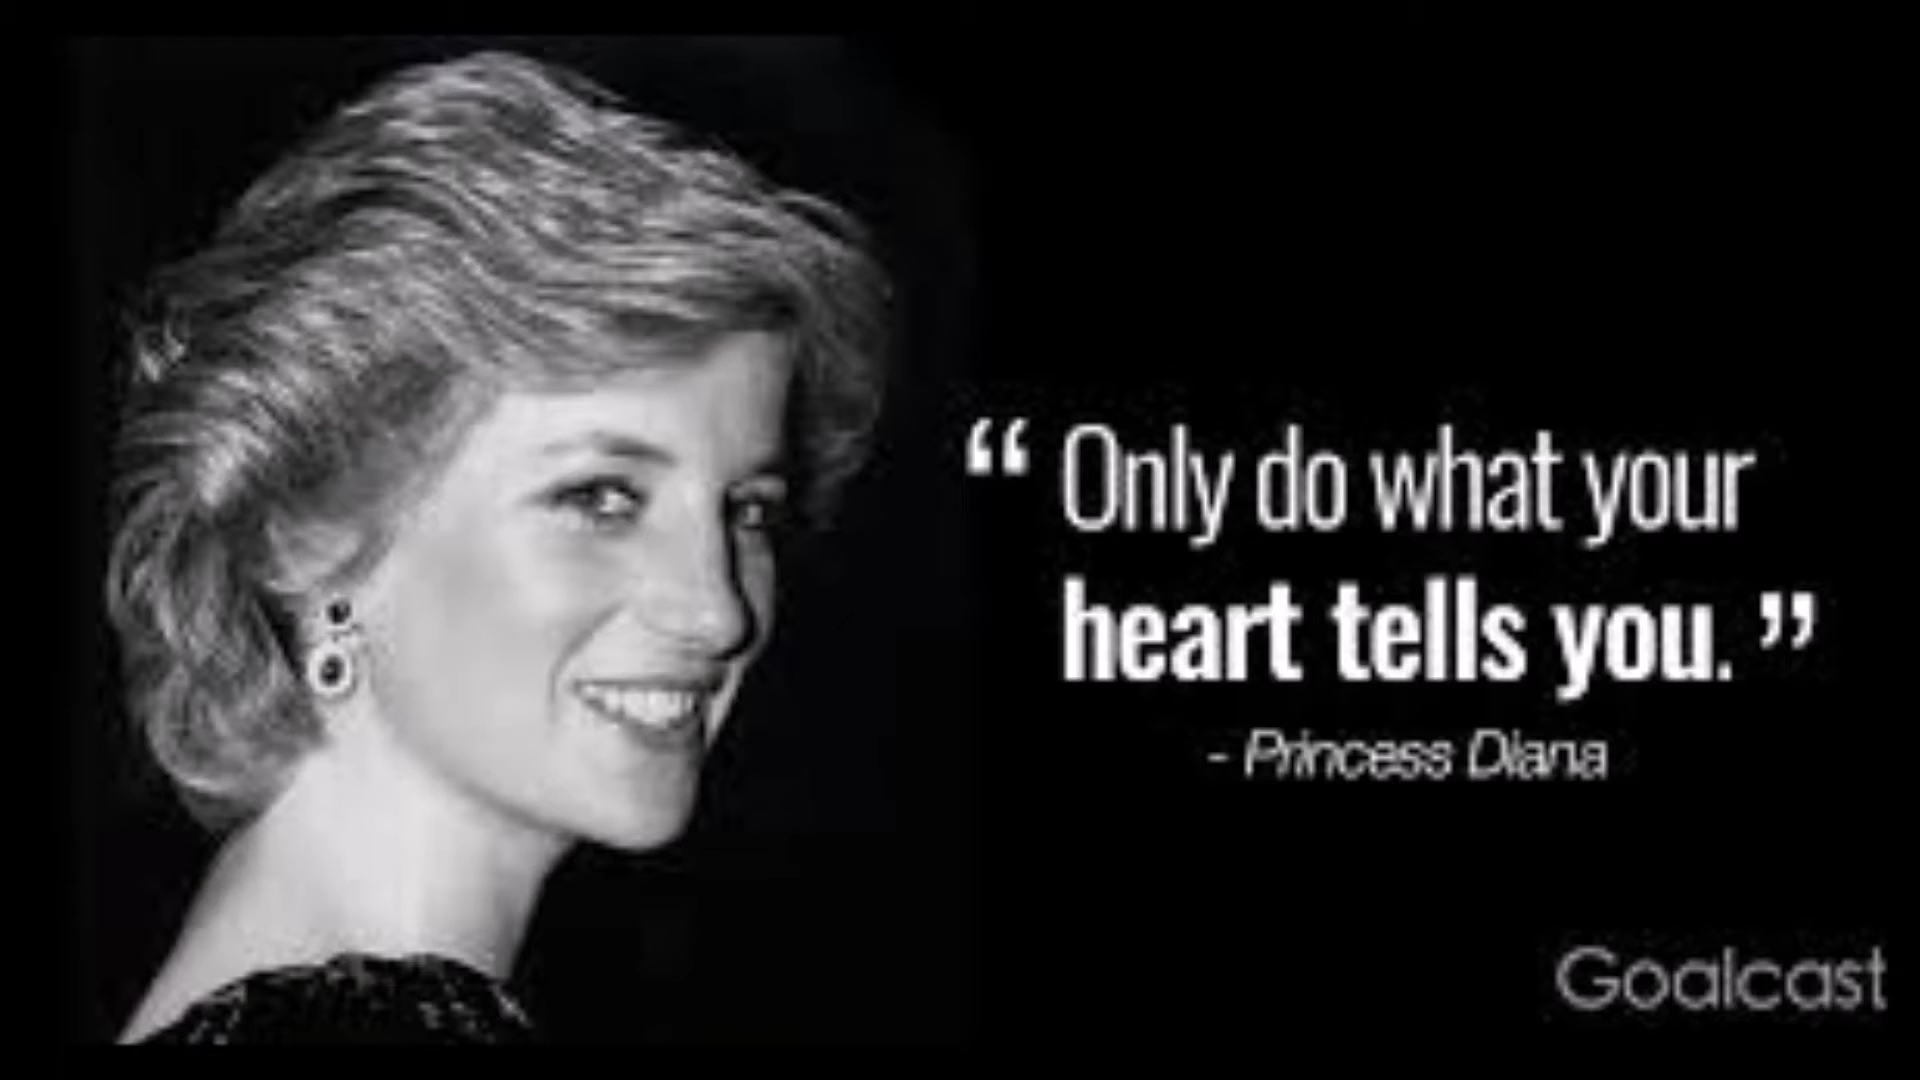 “ Only do what your
heart tells you. ”
- Princess Diana
Goalcast